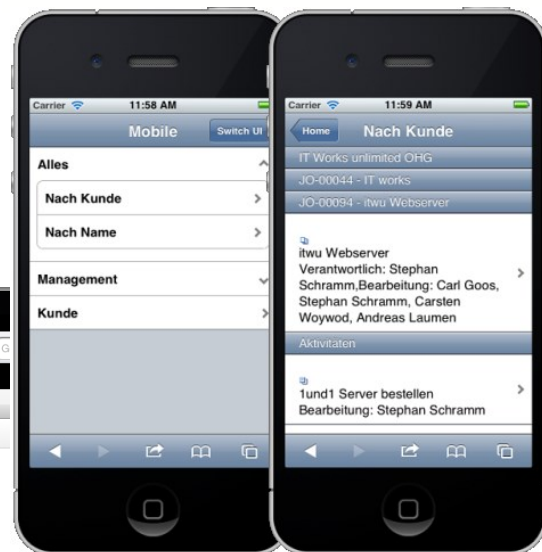 Carrier 11:58 AM
Mobile
Switch UI
Alles
Nach Kunde
Nach Name
Management
Kunde
G
Carrier 11:59 AM
Home
Nach Kunde
IT Works unlimited OHG
JO-00044 - IT works
JO-00094 - itwu Webserver
itwu Webserver
Verantwortlich: Stephan
Schramm,Bearbeitung: Carl Goos,
Stephan Schramm, Carsten
Woywod, Andreas Laumen
Aktivitäten
1und1 Server bestellen
Bearbeitung: Stephan Schramm